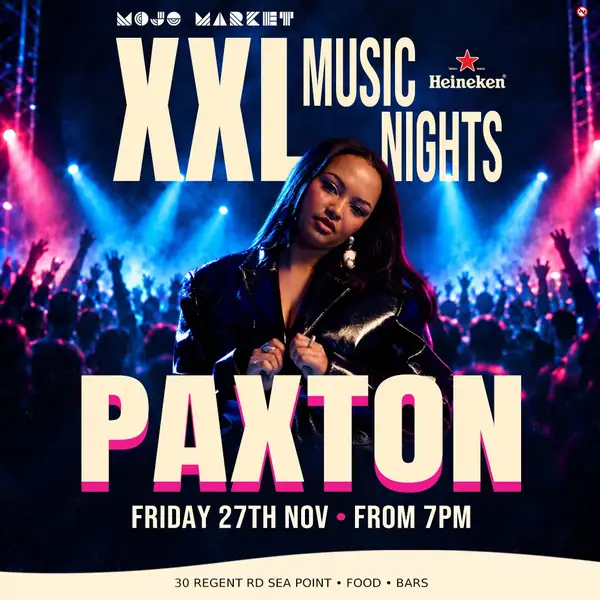 MOJO MARKET
XXL MUSIC NIGHTS
Heineken
PAXTON
FRIDAY 27TH NOV • FROM 7PM
30 REGENT RD SEA POINT • FOOD • BARS